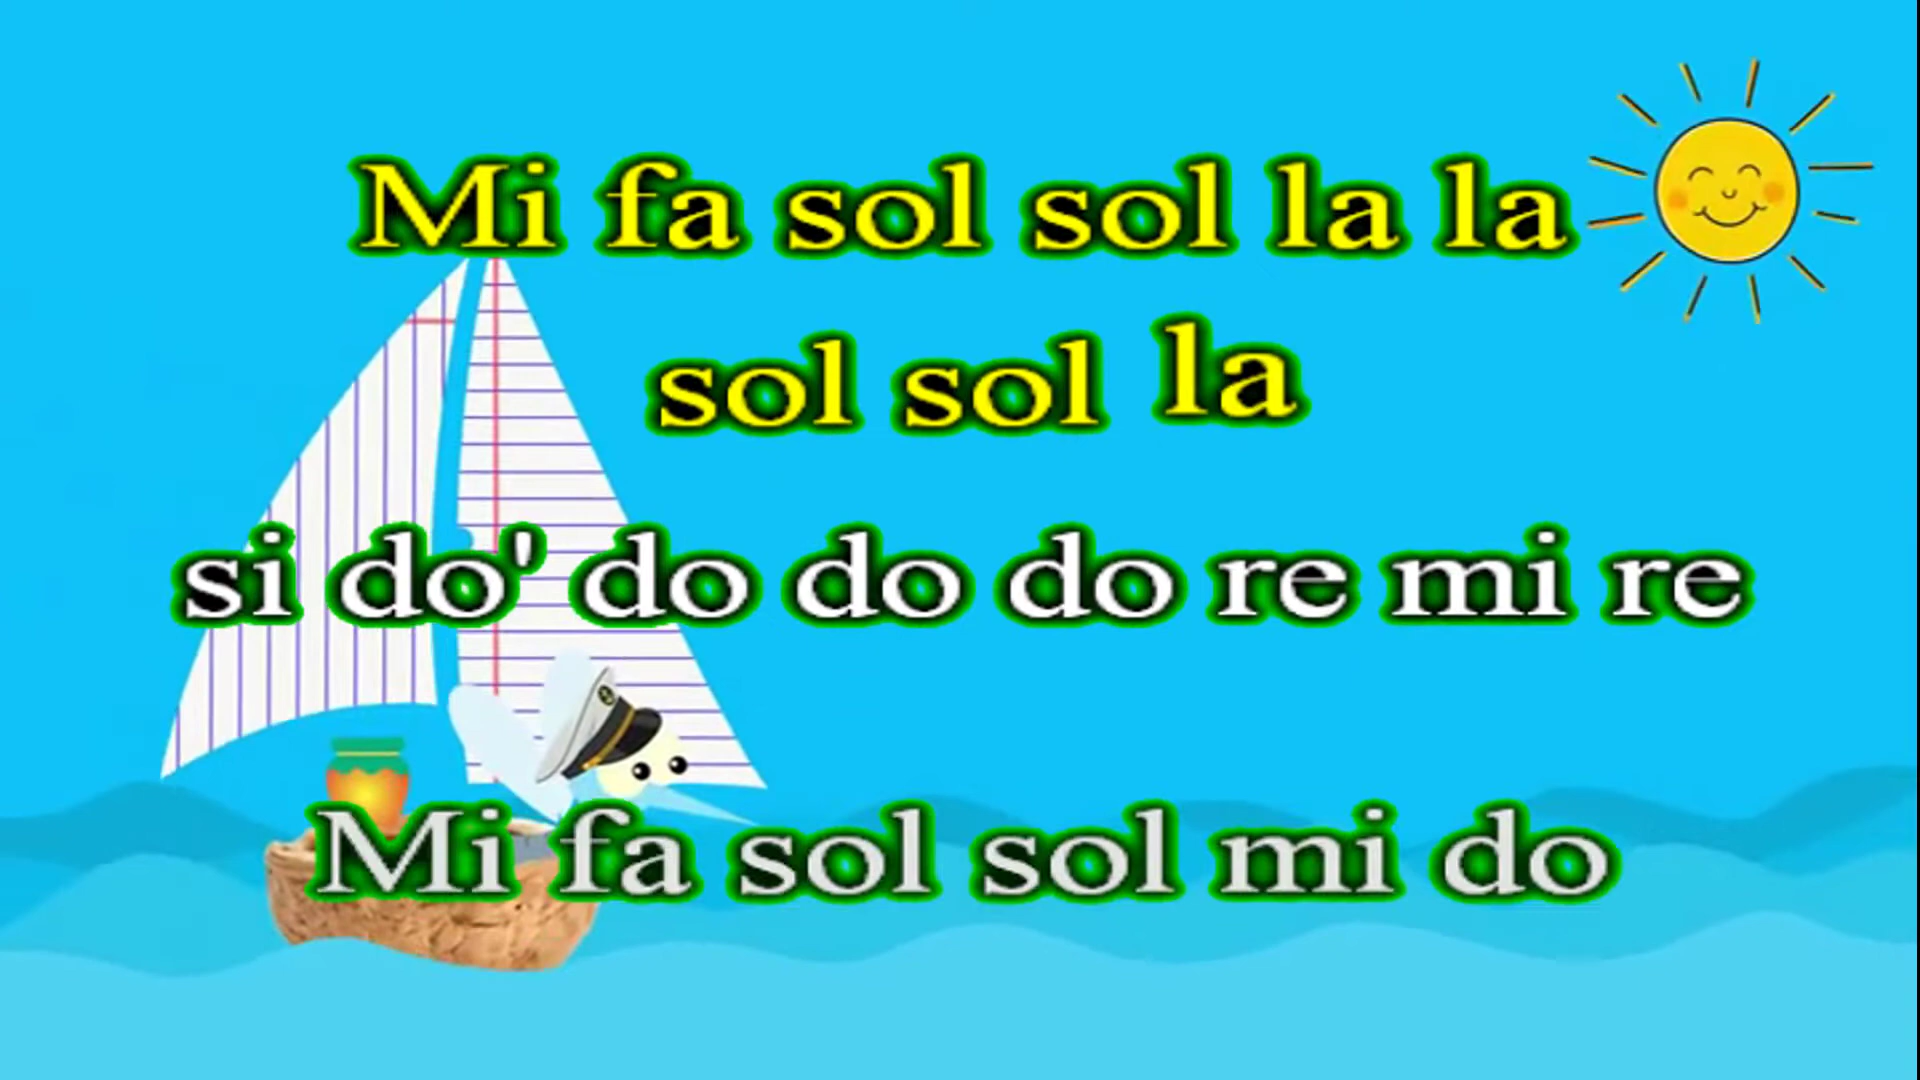 Mi fa sol sol la la
sol sol la
si do' do do do re mi re
Mi fa sol sol mi do